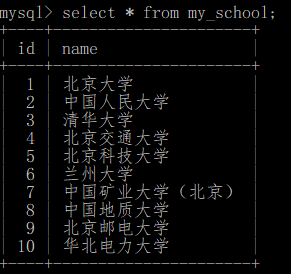 mysql> select * from my_school;
+----+----------------------+
| id | name                 |
+----+----------------------+
| 1 | 北京大学
| 2 | 中国人民大学
| 3 | 清华大学
| 4 | 北京交通大学
| 5 | 北京科技大学
| 6 | 兰州大学
| 7 | 中国矿业大学（北京）
| 8 | 中国地质大学
| 9 | 北京邮电大学
| 10 | 华北电力大学
+----+----------------------+